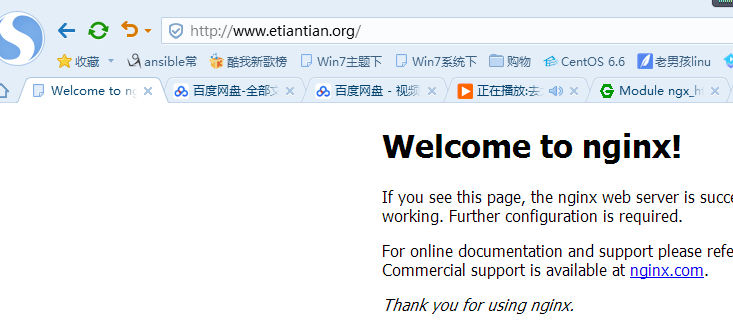 http://www.etiantian.org/
收藏 ansible常 酷我新歌榜 Win7主题下 Win7系统下 购物 CentOS 6.6 老男孩linu
Welcome to ng 百度网盘-全部文 百度网盘 - 视频 正在播放:去 Module ngx_h
Welcome to nginx!
If you see this page, the nginx web server is succe
working. Further configuration is required.
For online documentation and support please refe
Commercial support is available at nginx.com.
Thank you for using nginx.